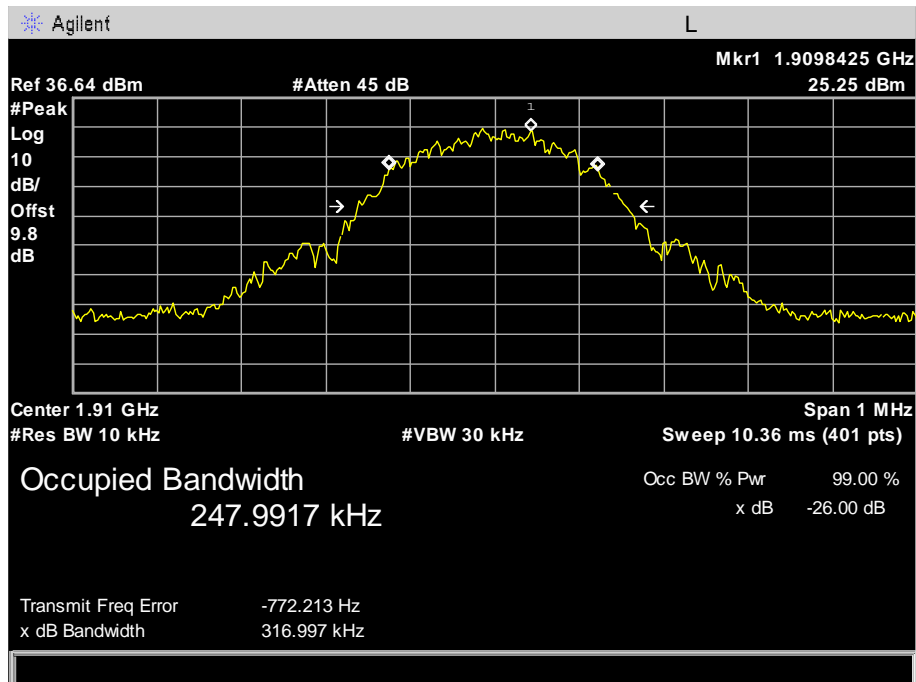 Agilent L
Mkr1 1.9098425 GHz
Ref 36.64 dBm #Atten 45 dB 25.25 dBm
#Peak
1
Log
10
dB/
Offst
9.8
dB
Center 1.91 GHz Span 1 MHz
#Res BW 10 kHz #VBW 30 kHz Sweep 10.36 ms (401 pts)
Occupied Bandwidth Occ BW % Pwr 99.00 %
247.9917 kHz x dB -26.00 dB
Transmit Freq Error -772.213 Hz
x dB Bandwidth 316.997 kHz